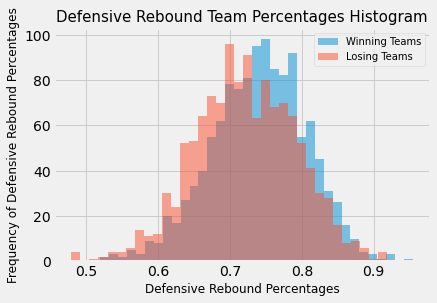 Defensive Rebound Team Percentages Histogram
Winning Teams
Losing Teams
Frequency of Defensive Rebound Percentages
100
80
60
40
20
0
0.5 0.6 0.7 0.8 0.9
Defensive Rebound Percentages